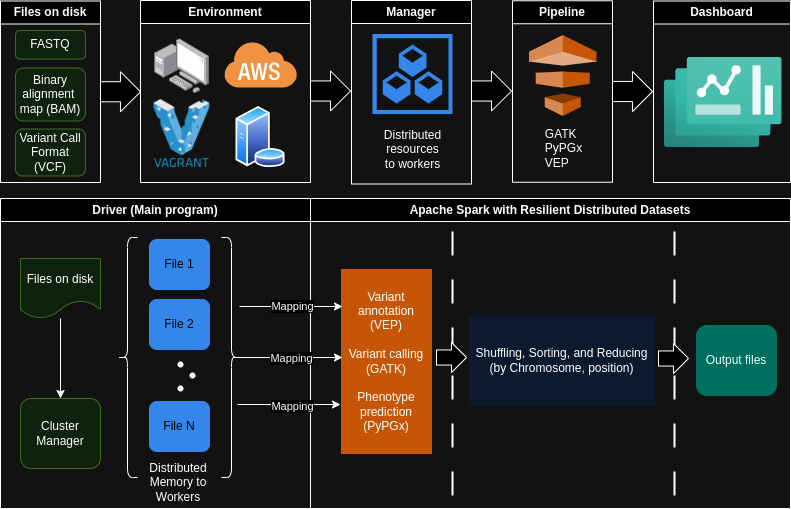 Files on disk
Environment
Manager
Pipeline
Dashboard
FASTQ
Binary
alignment
map (BAM)
Variant Call
Format
(VCF)
AWS
VAGRANT
Distributed
resources
to workers
GATK
PyPGx
VEP
Driver (Main program)
Apache Spark with Resilient Distributed Datasets
Files on disk
Cluster
Manager
File 1
File 2
File N
Distributed
Memory to
Workers
Mapping
Mapping
Mapping
Variant
annotation
(VEP)
Variant calling
(GATK)
Phenotype
prediction
(PyPGx)
Shuffling, Sorting, and Reducing
(by Chromosome, position)
Output files